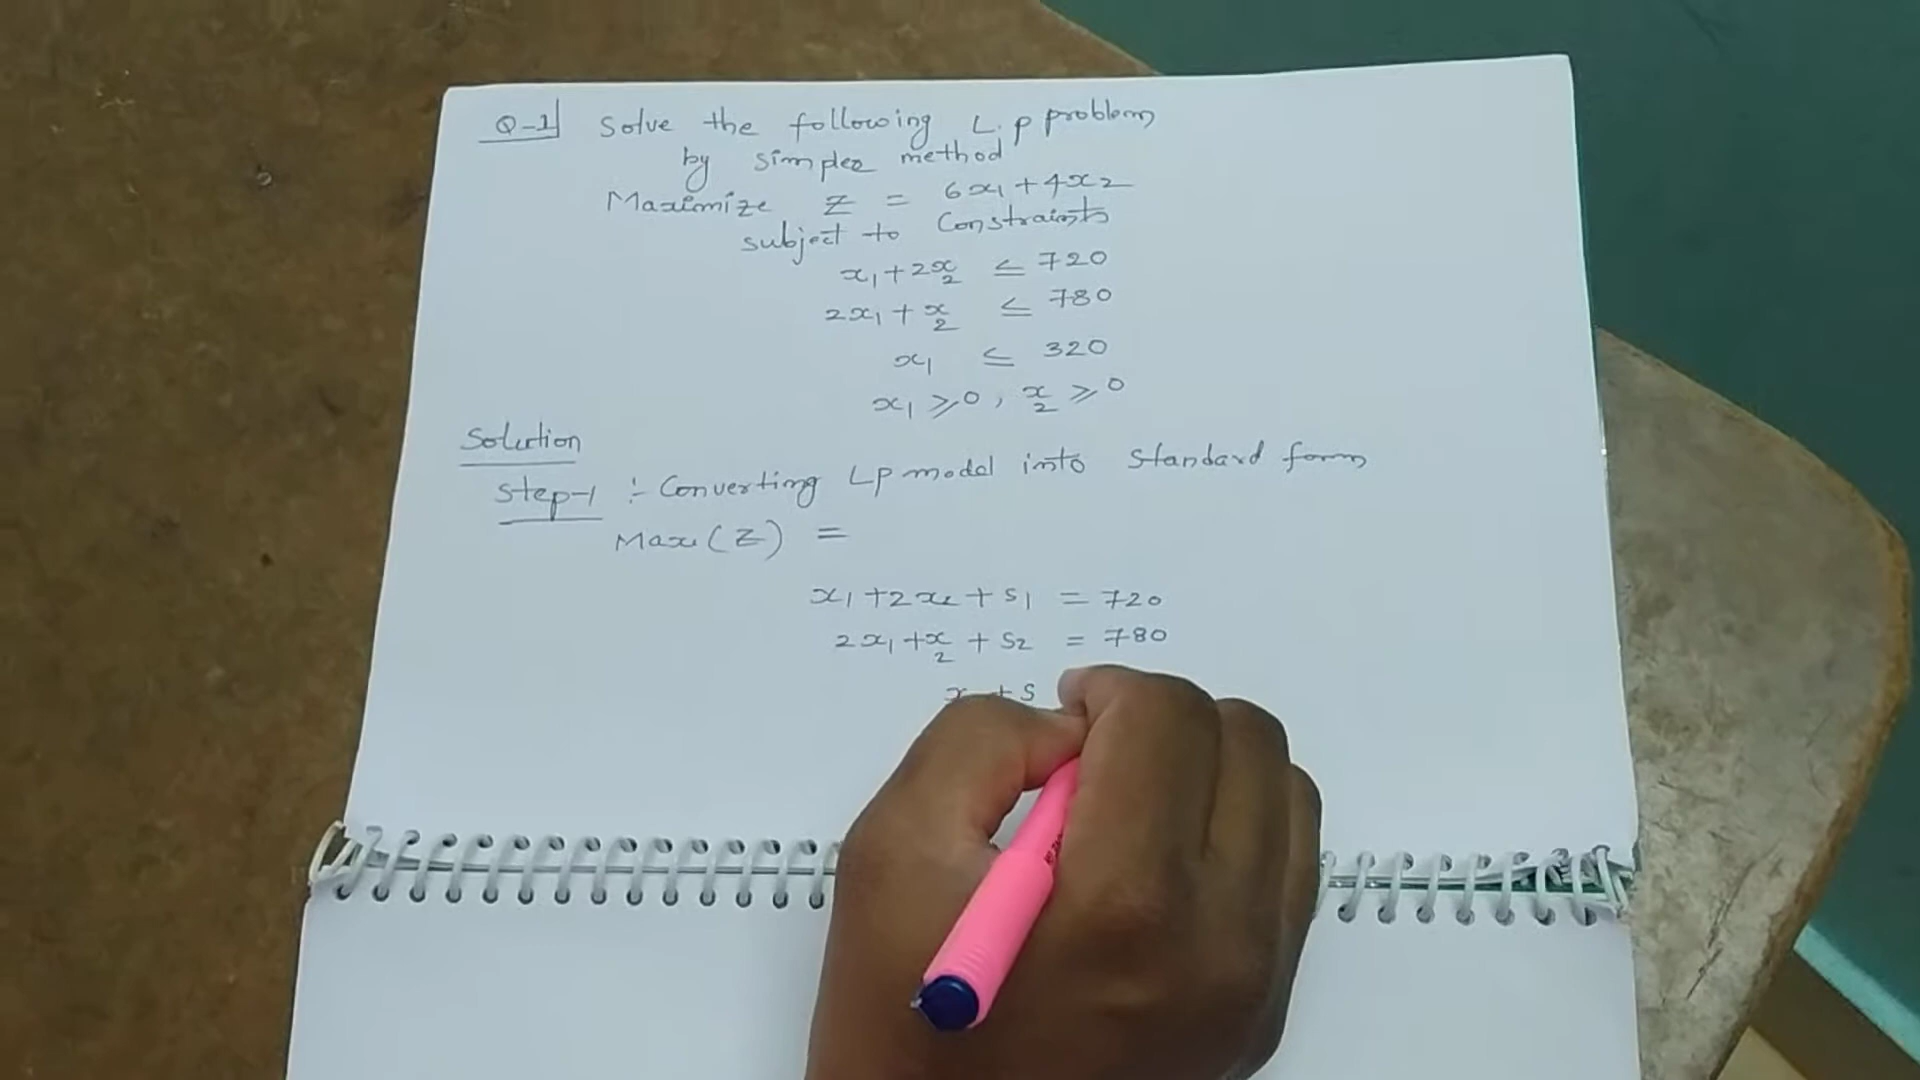 Q-1 Solve the following L.P problem
by simplex method
Maximize Z = 6x1 + 4x2
subject to Constraints
x1 + 2x2 ≤ 720
2x1 + x2 ≤ 780
x1 ≤ 320
x1 ≥ 0, x2 ≥ 0
Solution
Step-1 :- Converting LP model into Standard form
Max (Z) =
x1 + 2x2 + s1 = 720
2x1 + x2 + s2 = 780
x + s